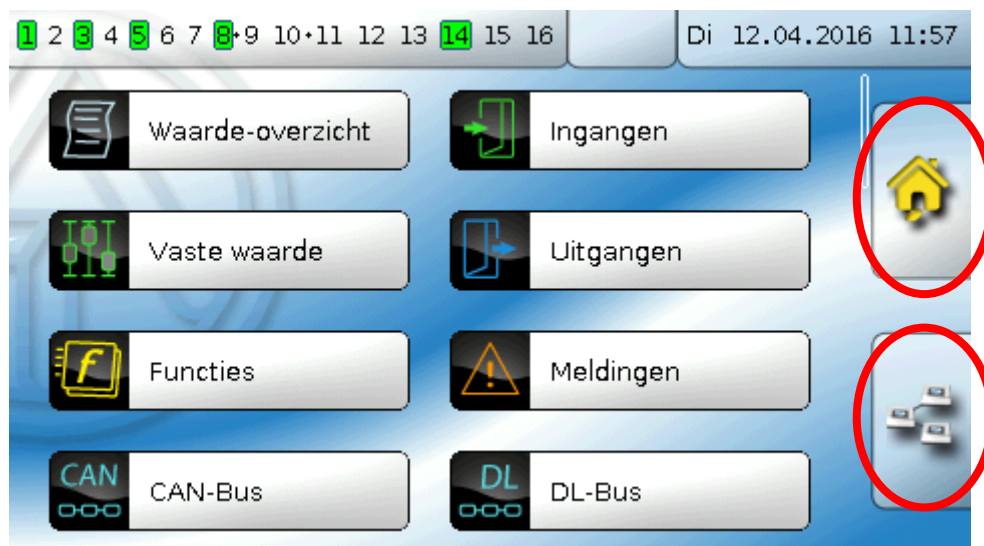 1 2 3 4 5 6 7 8+9 10+11 12 13 14 15 16 Di 12.04.2016 11:57
Waarde-overzicht Ingangen
Vaste waarde Uitgangen
f Functies Meldingen
CAN CAN-Bus DL DL-Bus